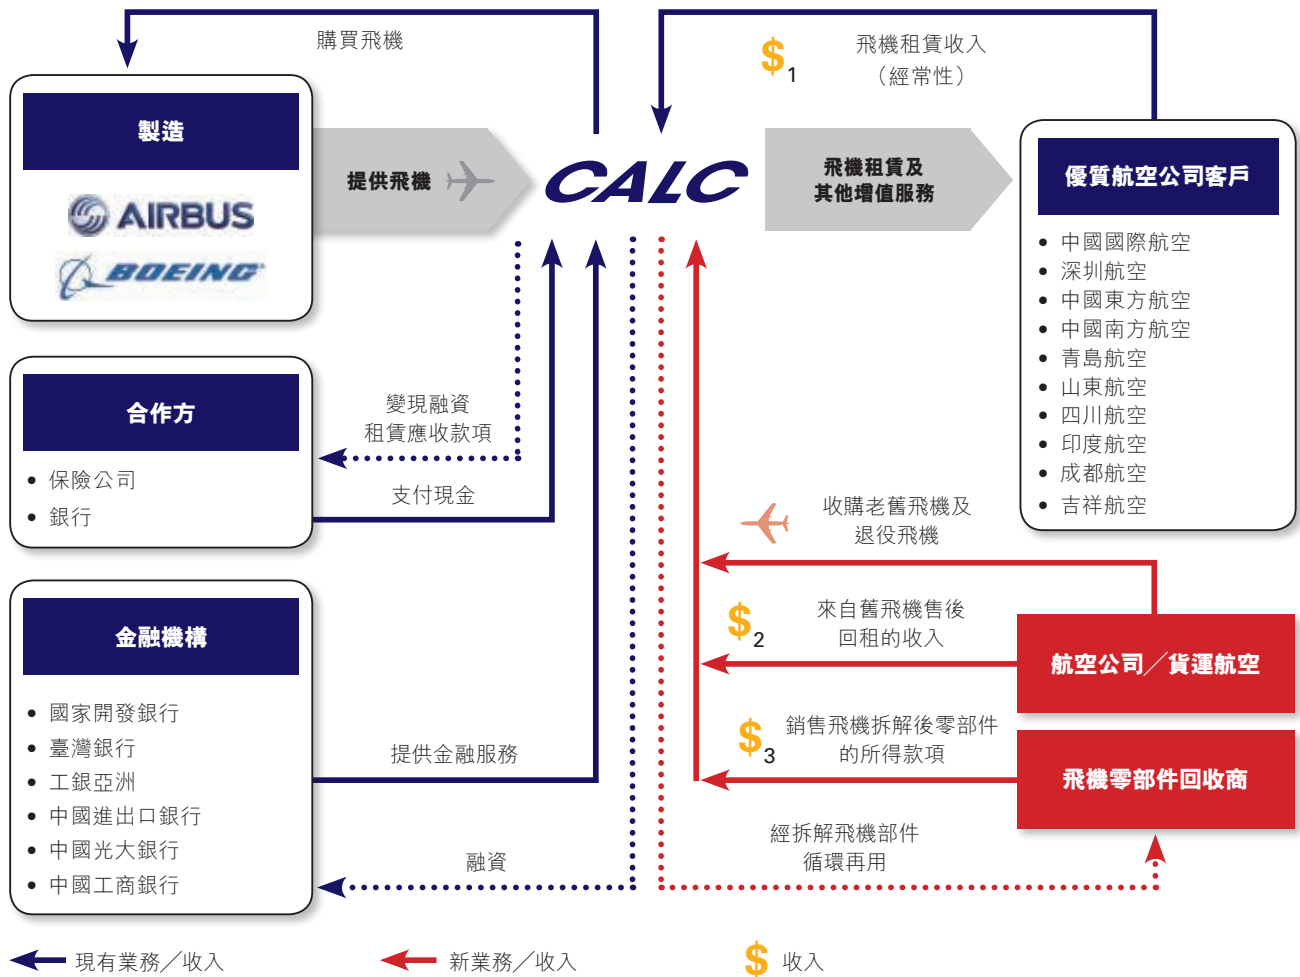 購買飛機
$1
飛機租賃收入
（經常性）
製造
AIRBUS
BOEING
提供飛機
CALC
飛機租賃及
其他增值服務
優質航空公司客戶
• 中國國際航空
• 深圳航空
• 中國東方航空
• 中國南方航空
• 青島航空
• 山東航空
• 四川航空
• 印度航空
• 成都航空
• 吉祥航空
合作方
• 保險公司
• 銀行
變現融資
租賃應收款項
支付現金
收購老舊飛機及
退役飛機
$2
來自舊飛機售後
回租的收入
航空公司／貨運航空
$3
銷售飛機拆解後零部件
的所得款項
飛機零部件回收商
經拆解飛機部件
循環再用
金融機構
• 國家開發銀行
• 臺灣銀行
• 工銀亞洲
• 中國進出口銀行
• 中國光大銀行
• 中國工商銀行
提供金融服務
融資
現有業務／收入
新業務／收入
$ 收入